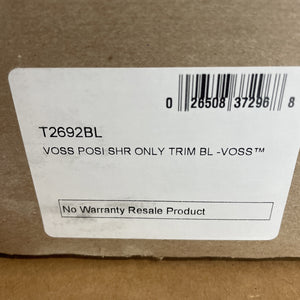 0 26508 37296 8
T2692BL
VOSS POSI SHR ONLY TRIM BL -VOSS™
No Warranty Resale Product